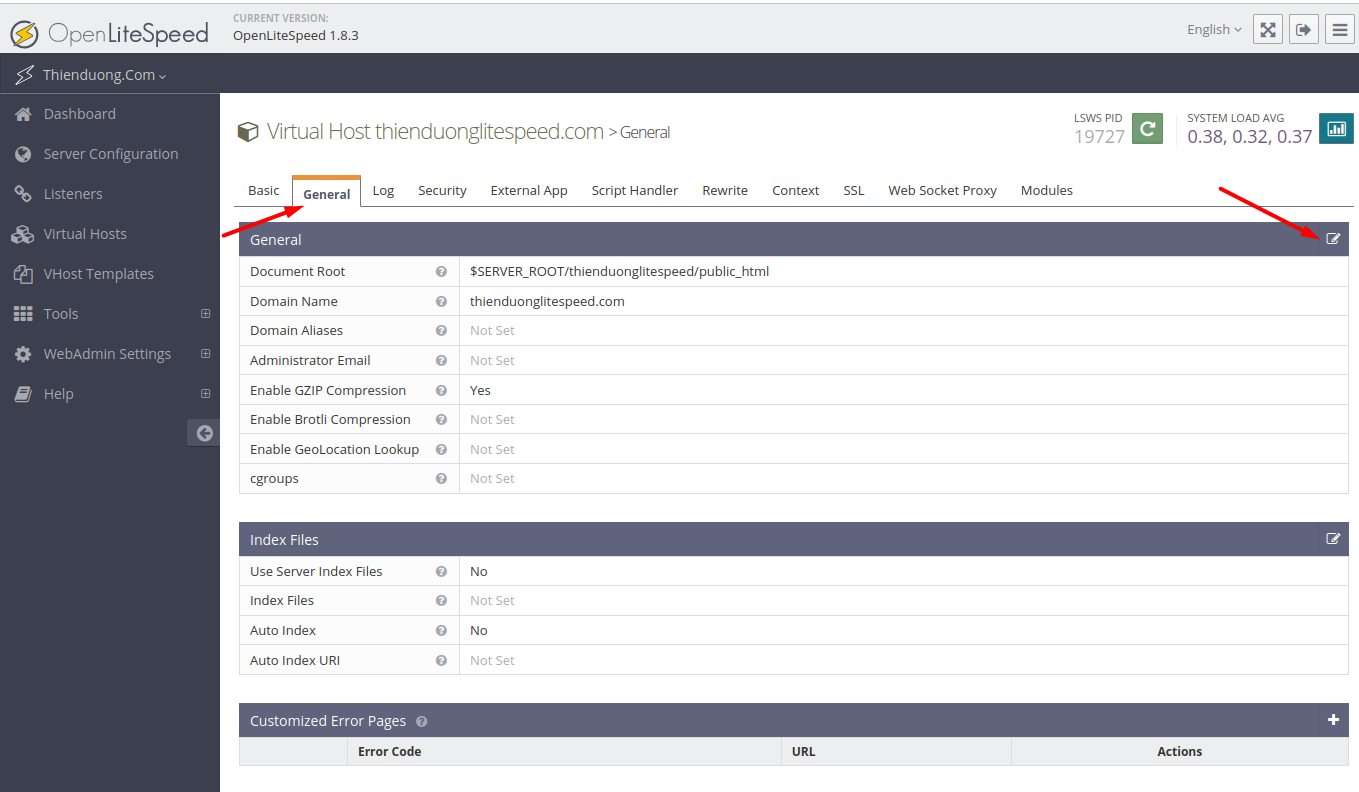 OpenLiteSpeed
CURRENT VERSION:
OpenLiteSpeed 1.8.3
English
Thienduong.Com
Dashboard
Server Configuration
Listeners
Virtual Hosts
VHost Templates
Tools
WebAdmin Settings
Help
Virtual Host thienduonglitespeed.com > General
LSWS PID
19727
SYSTEM LOAD AVG
0.38, 0.32, 0.37
Basic General Log Security External App Script Handler Rewrite Context SSL Web Socket Proxy Modules
General
Document Root $SERVER_ROOT/thienduonglitespeed/public_html
Domain Name thienduonglitespeed.com
Domain Aliases Not Set
Administrator Email Not Set
Enable GZIP Compression Yes
Enable Brotli Compression Not Set
Enable GeoLocation Lookup Not Set
cgroups Not Set
Index Files
Use Server Index Files No
Index Files Not Set
Auto Index No
Auto Index URI Not Set
Customized Error Pages
Error Code URL Actions